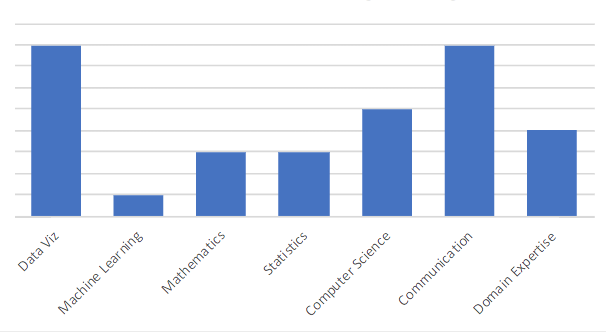 Data Viz
Machine Learning
Mathematics
Statistics
Computer Science
Communication
Domain Expertise